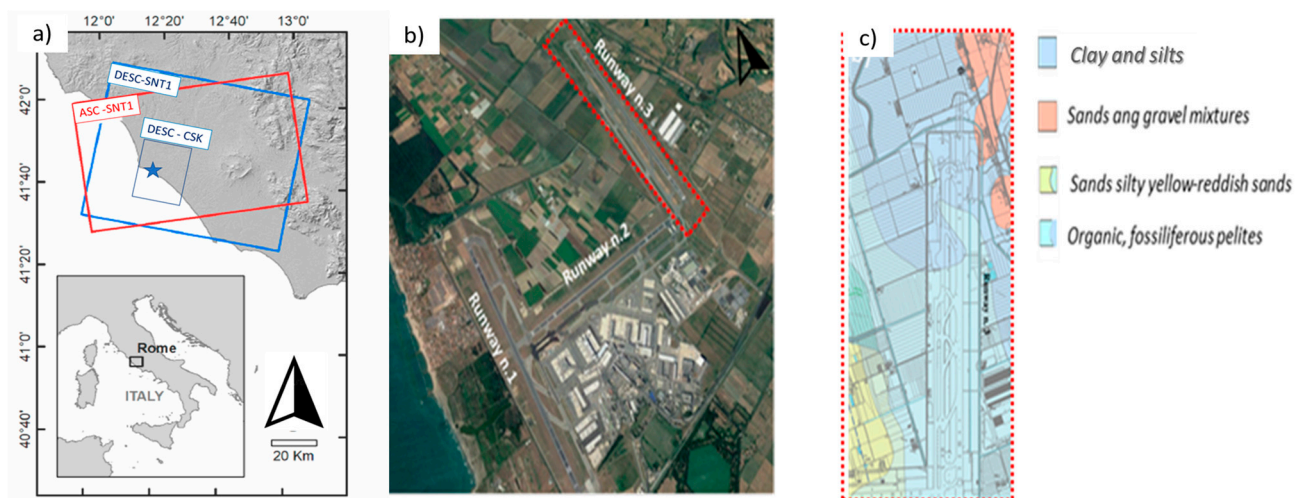 a)
12°0'
12°20'
12°40'
13°0'
42°0'
41°40'
41°20'
41°0'
40°40'
DESC-SNT1
ASC -SNT1
DESC - CSK
Rome
ITALY
20 Km
b)
Runway n.3
Runway n.2
Runway n.1
c)
Runway n.3
Clay and silts
Sands ang gravel mixtures
Sands silty yellow-reddish sands
Organic, fossiliferous pelites